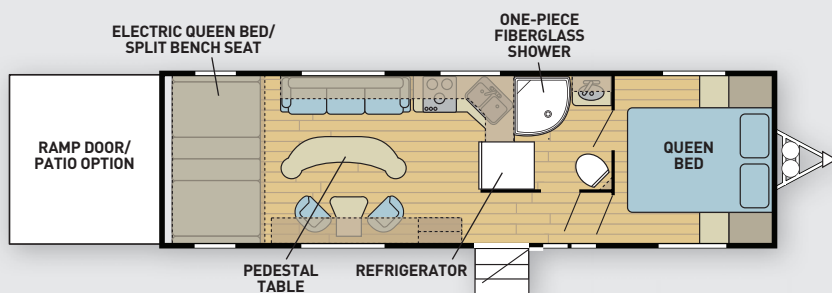 ELECTRIC QUEEN BED/
SPLIT BENCH SEAT
ONE-PIECE
FIBERGLASS
SHOWER
RAMP DOOR/
PATIO OPTION
QUEEN
BED
PEDESTAL
TABLE
REFRIGERATOR